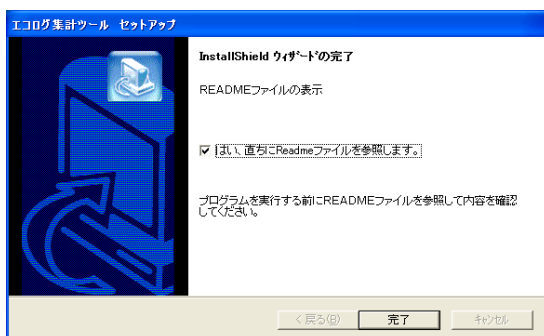 エコログ集計ツール セットアップ
InstallShield ウィザードの完了
READMEファイルの表示
はい、直ちにReadmeファイルを参照します。
プログラムを実行する前にREADMEファイルを参照して内容を確認
してください。
< 戻る(B)
完了
キャンセル